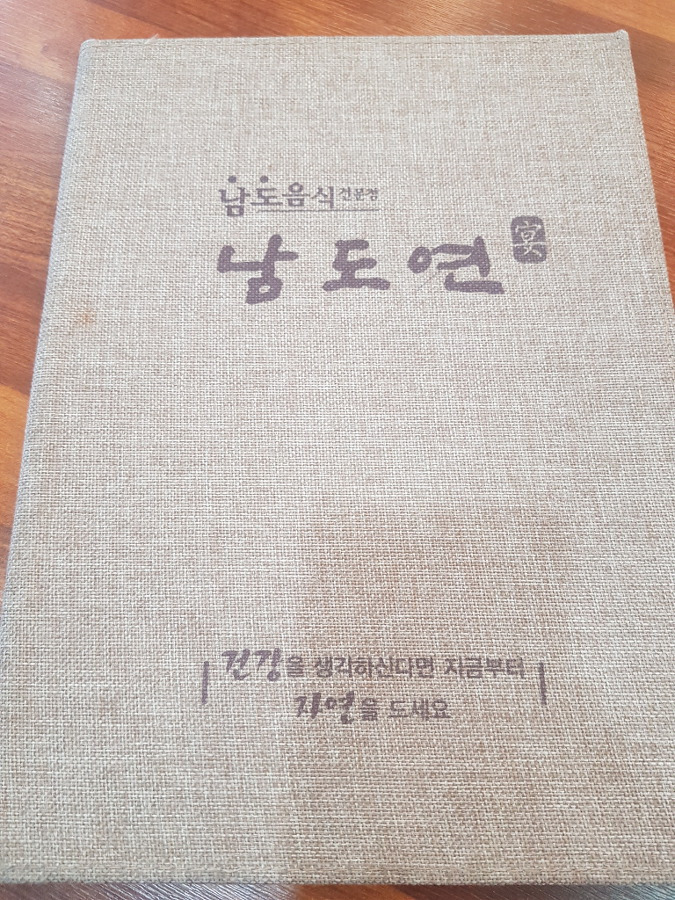 남도음식전문점
남도연 宴
건강을 생각하신다면 지금부터
자연을 드세요